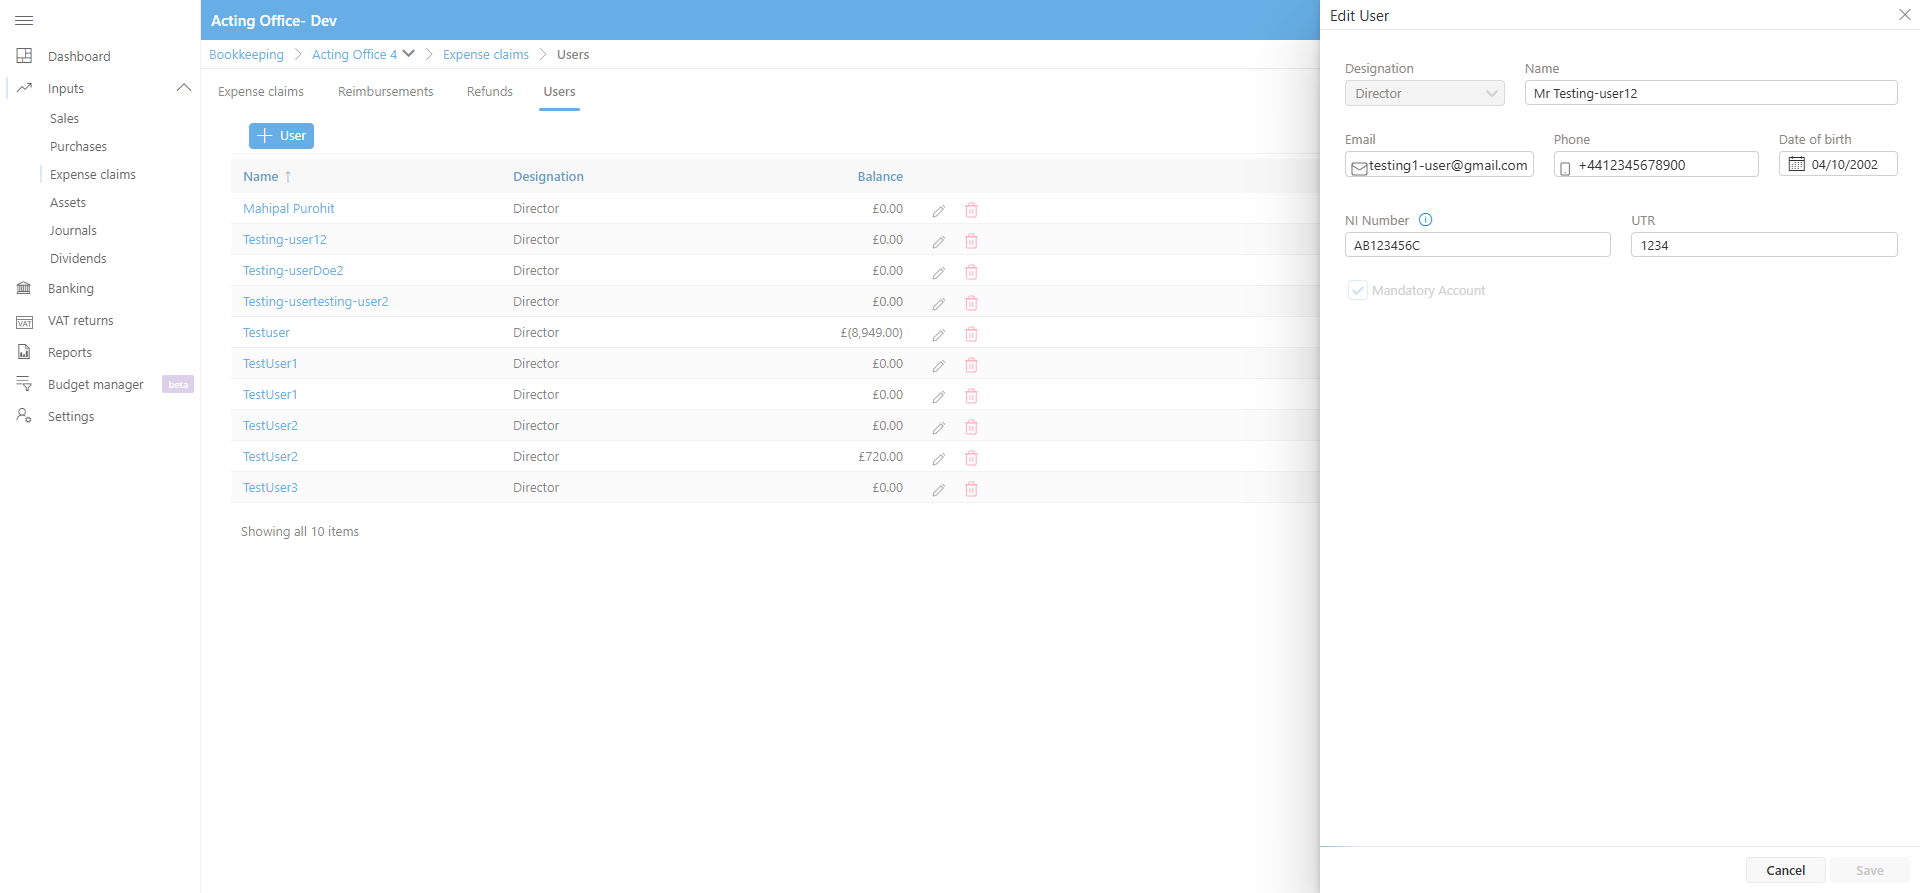 Acting Office- Dev
Edit User
Dashboard
Inputs
Sales
Purchases
Expense claims
Assets
Journals
Dividends
Banking
VAT
VAT returns
Reports
Budget manager beta
Settings
Bookkeeping Acting Office 4 Expense claims Users
Expense claims Reimbursements Refunds Users
User
Name Designation Balance
Mahipal Purohit Director £0.00
Testing-user12 Director £0.00
Testing-userDoe2 Director £0.00
Testing-usertesting-user2 Director £0.00
Testuser Director £(8,949.00)
TestUser1 Director £0.00
TestUser1 Director £0.00
TestUser2 Director £0.00
TestUser2 Director £720.00
TestUser3 Director £0.00
Showing all 10 items
Designation Name
Director Mr Testing-user12
Email Phone Date of birth
testing1-user@gmail.com +4412345678900 04/10/2002
NI Number UTR
AB123456C 1234
Mandatory Account
Cancel Save